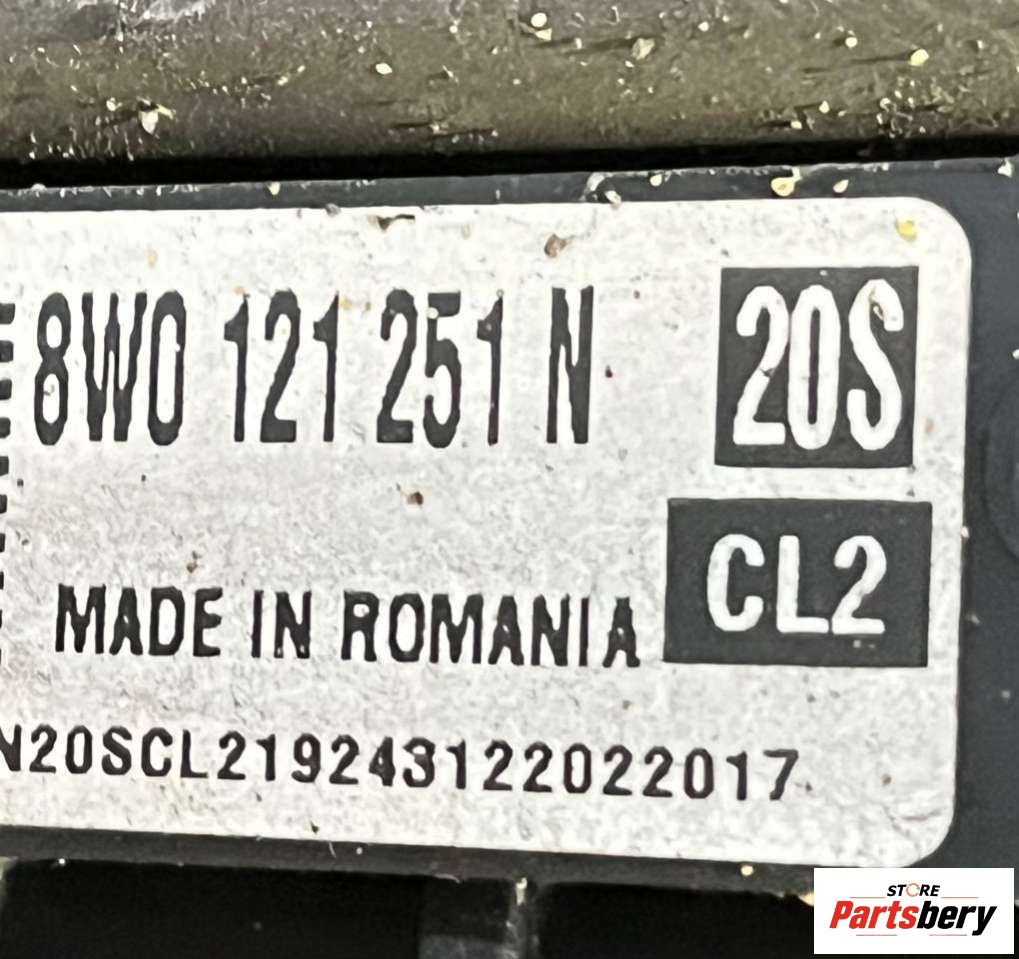 8W0 121 251 N
20S
CL2
MADE IN ROMANIA
N20SCL219243122022017
STORE
Partsbery